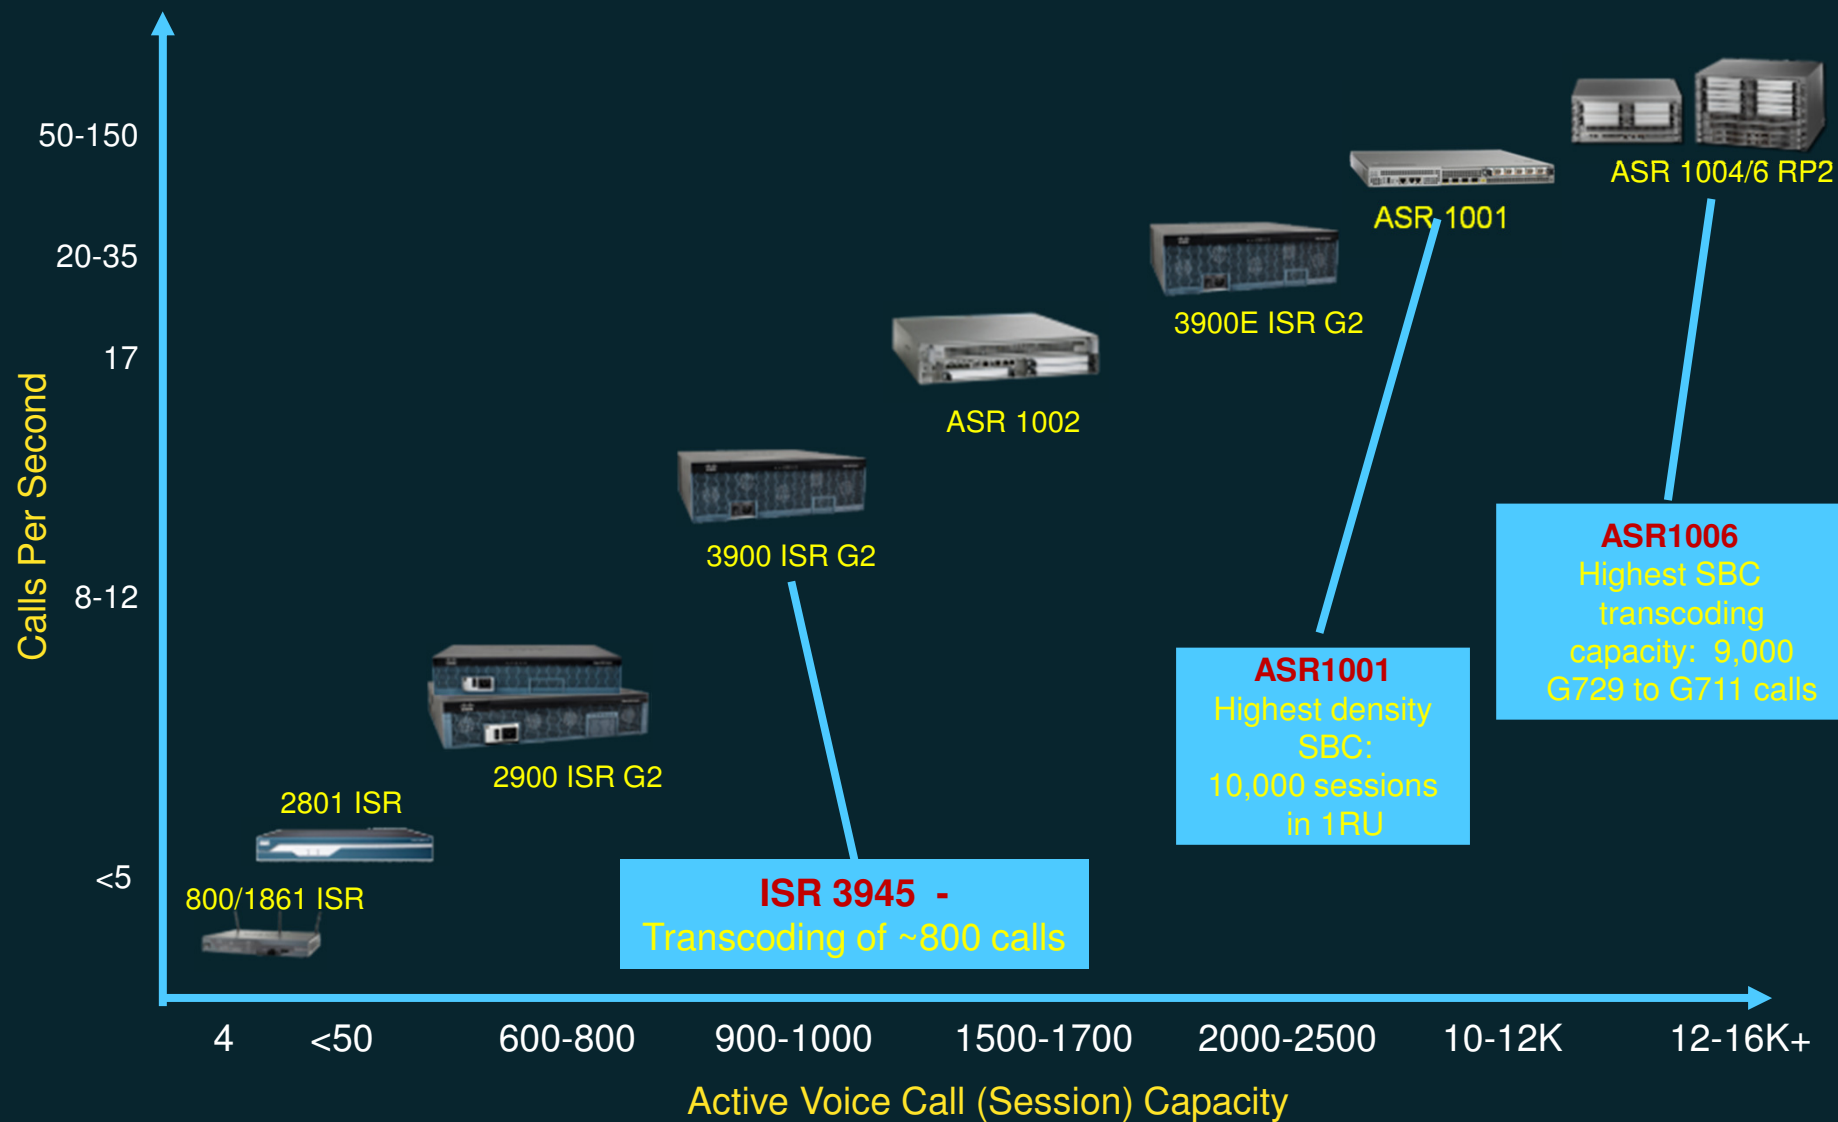 50-150
20-35
17
8-12
<5
Calls Per Second
ASR 1004/6 RP2
ASR 1001
3900E ISR G2
ASR 1002
3900 ISR G2
2900 ISR G2
2801 ISR
800/1861 ISR
ISR 3945 -
Transcoding of ~800 calls
ASR1001
Highest density
SBC:
10,000 sessions
in 1RU
ASR1006
Highest SBC
transcoding
capacity: 9,000
G729 to G711 calls
4 <50 600-800 900-1000 1500-1700 2000-2500 10-12K 12-16K+
Active Voice Call (Session) Capacity